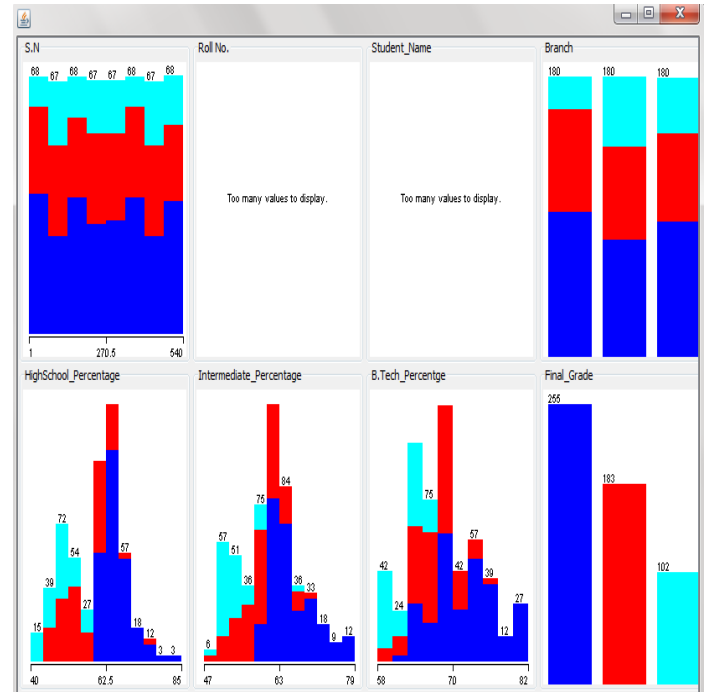 S.N
68 67 68 67 67 68 67 68
1 270.5 540
Roll No.
Too many values to display.
Student_Name
Too many values to display.
Branch
180 180 180
HighSchool_Percentage
15 39 72 54 27 57 18 12 3 3
40 62.5 85
Intermediate_Percentage
6 57 51 36 75 84 36 33 18 9 12
47 63 79
B.Tech_Percentge
42 24 75 42 57 39 12 27
58 70 82
Final_Grade
255 183 102